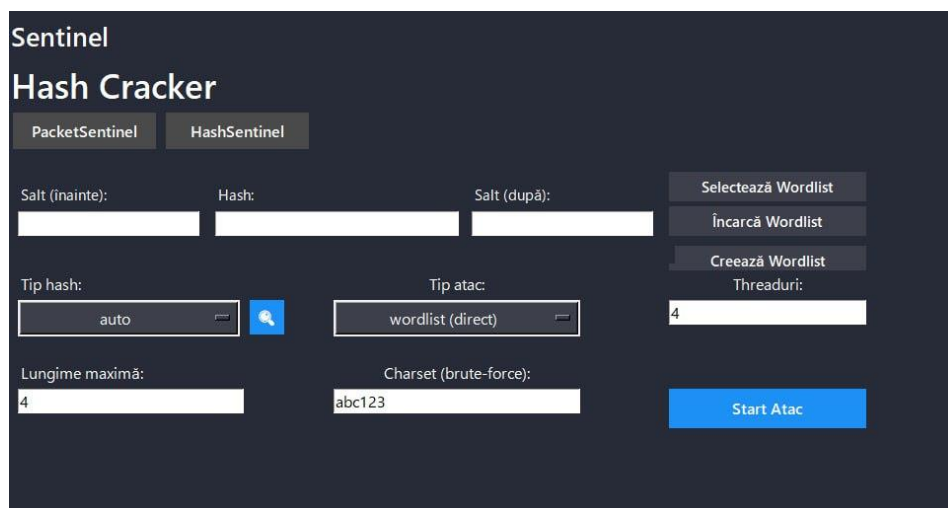 Sentinel
Hash Cracker
PacketSentinel HashSentinel
Salt (înainte): Hash: Salt (după): Selectează Wordlist
Încarcă Wordlist
Creează Wordlist
Tip hash: Tip atac: Threaduri:
auto wordlist (direct) 4
Lungime maximă: Charset (brute-force):
4 abc123 Start Atac